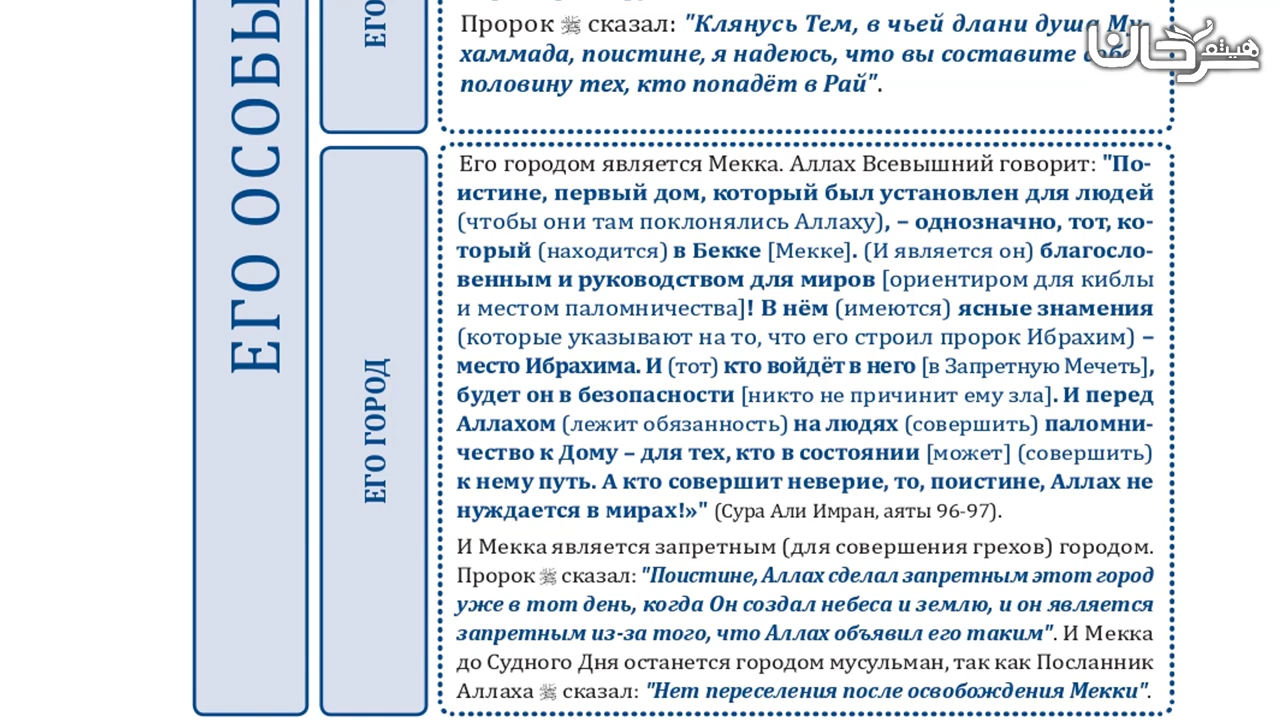 ЕГО ОСОБЫ
ЕГО
Пророк ﷺ сказал: "Клянусь Тем, в чьей длани душа Му-
хаммада, поистине, я надеюсь, что вы составите собой
половину тех, кто попадёт в Рай".
هيثم سرحان
ЕГО ГОРОД
Его городом является Мекка. Аллах Всевышний говорит: "По-
истине, первый дом, который был установлен для людей
(чтобы они там поклонялись Аллаху), – однозначно, тот, ко-
торый (находится) в Бекке [Мекке]. (И является он) благосло-
венным и руководством для миров [ориентиром для киблы
и местом паломничества]! В нём (имеются) ясные знамения
(которые указывают на то, что его строил пророк Ибрахим) –
место Ибрахима. И (тот) кто войдёт в него [в Запретную Мечеть],
будет он в безопасности [никто не причинит ему зла]. И перед
Аллахом (лежит обязанность) на людях (совершить) паломни-
чество к Дому – для тех, кто в состоянии [может] (совершить)
к нему путь. А кто совершит неверие, то, поистине, Аллах не
нуждается в мирах!»" (Сура Али Имран, аяты 96-97).
И Мекка является запретным (для совершения грехов) городом.
Пророк ﷺ сказал: "Поистине, Аллах сделал запретным этот город
уже в тот день, когда Он создал небеса и землю, и он является
запретным из-за того, что Аллах объявил его таким". И Мекка
до Судного Дня останется городом мусульман, так как Посланник
Аллаха ﷺ сказал: "Нет переселения после освобождения Мекки".